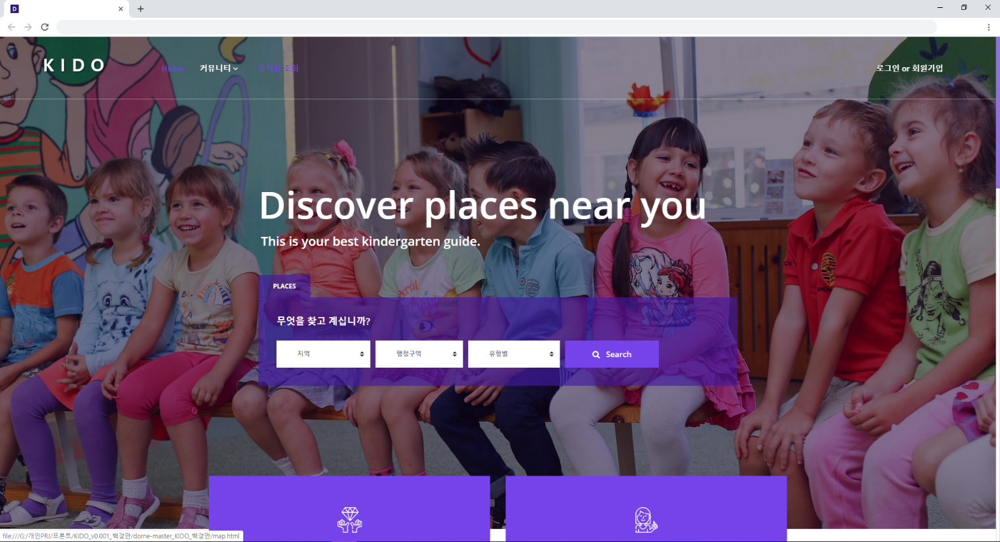 D
KIDO
Home 커뮤니티 유치원 조회 로그인 or 회원가입
Discover places near you
This is your best kindergarten guide.
PLACES
무엇을 찾고 계십니까?
지역 행정구역 유형별 Search
file:///G:/개인PRJ/프론트/KIDO_v0.001_백경만/dorne-master_KIDO_백경만/map.html